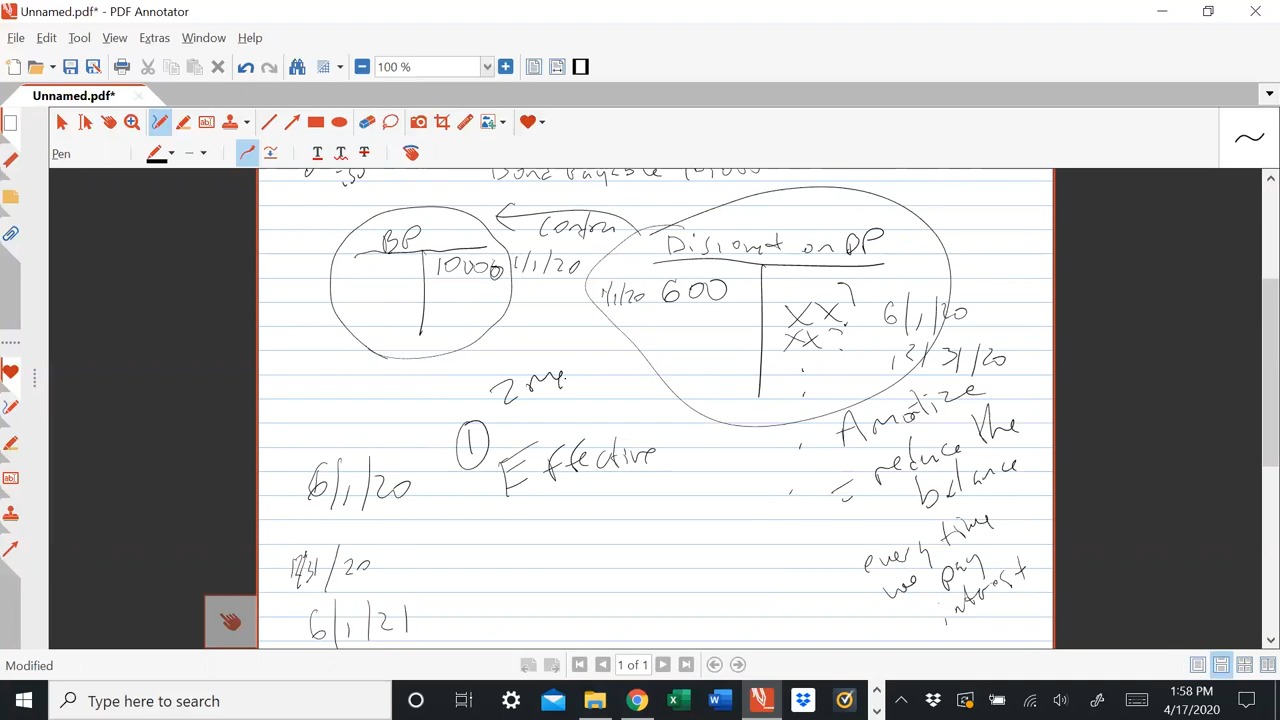 Unnamed.pdf* - PDF Annotator
File Edit Tool View Extras Window Help
100 %
Unnamed.pdf*
Pen
Bond Payable
BP
Contra
Discount on BP
10000 1/1/20
1/1/20 600
XX? 6/1/20
XX? 12/31/20
2 me
Amotize
= reduce the
balance
every time
we pay
interest
① Effective
6/1/20
12/31/20
6/1/21
1 of 1
Modified
Type here to search
1:58 PM
4/17/2020